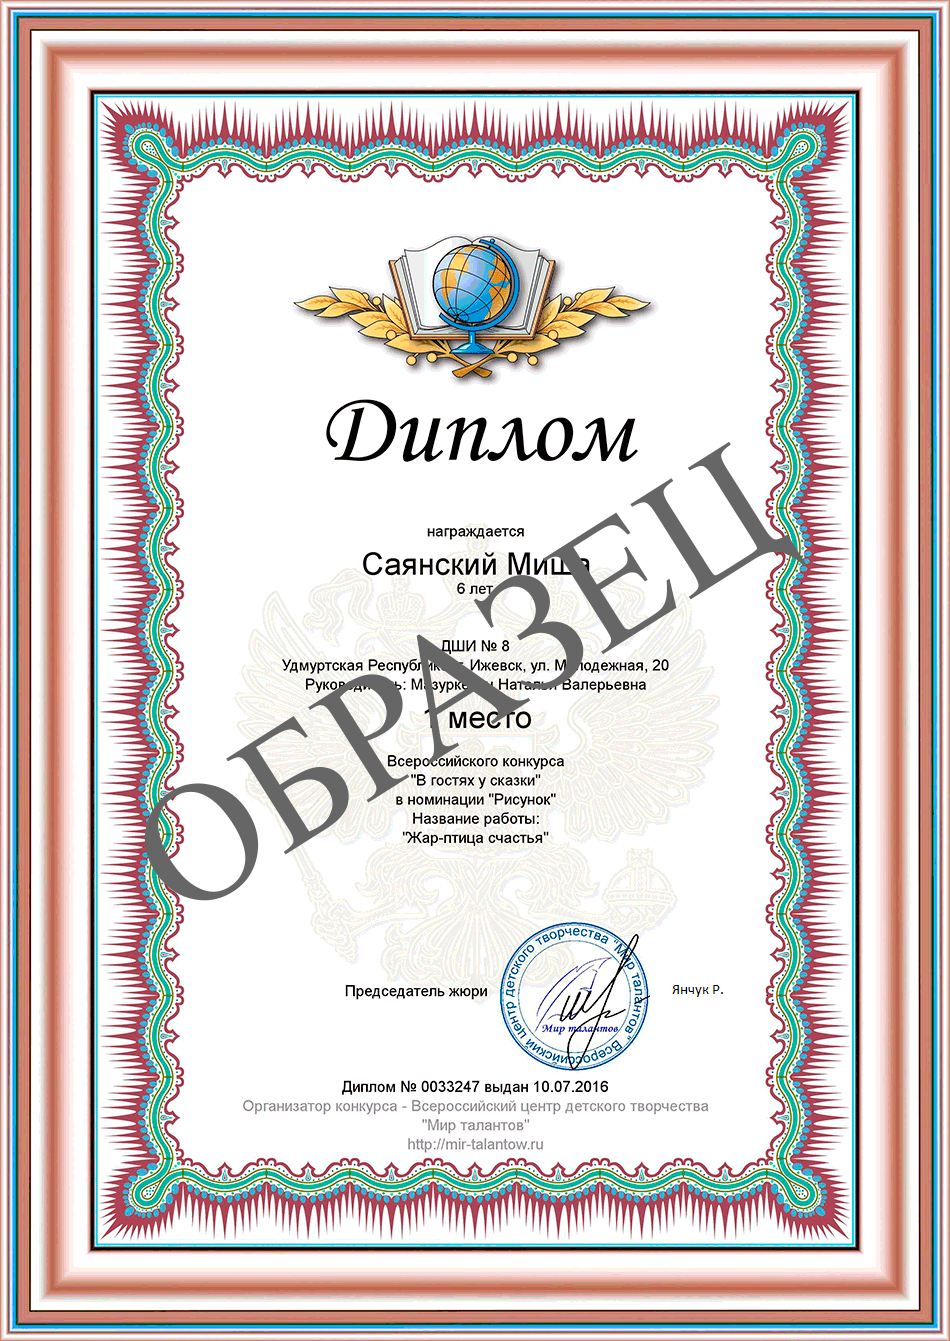 Диплом
награждается
Саянский Миша
6 лет
ДШИ № 8
Удмуртская Республика, г. Ижевск, ул. Молодежная, 20
Руководитель: Наталья Валерьевна
место
Всероссийского конкурса
"В гостях у сказки"
в номинации "Рисунок"
Название работы:
"Жар-птица счастья"
ОБРАЗЕЦ
Председатель жюри
Всероссийский центр детского творчества "Мир талантов"
Мир талантов
Янчук Р.
Диплом № 0033247 выдан 10.07.2016
Организатор конкурса - Всероссийский центр детского творчества
"Мир талантов"
http://mir-talantow.ru